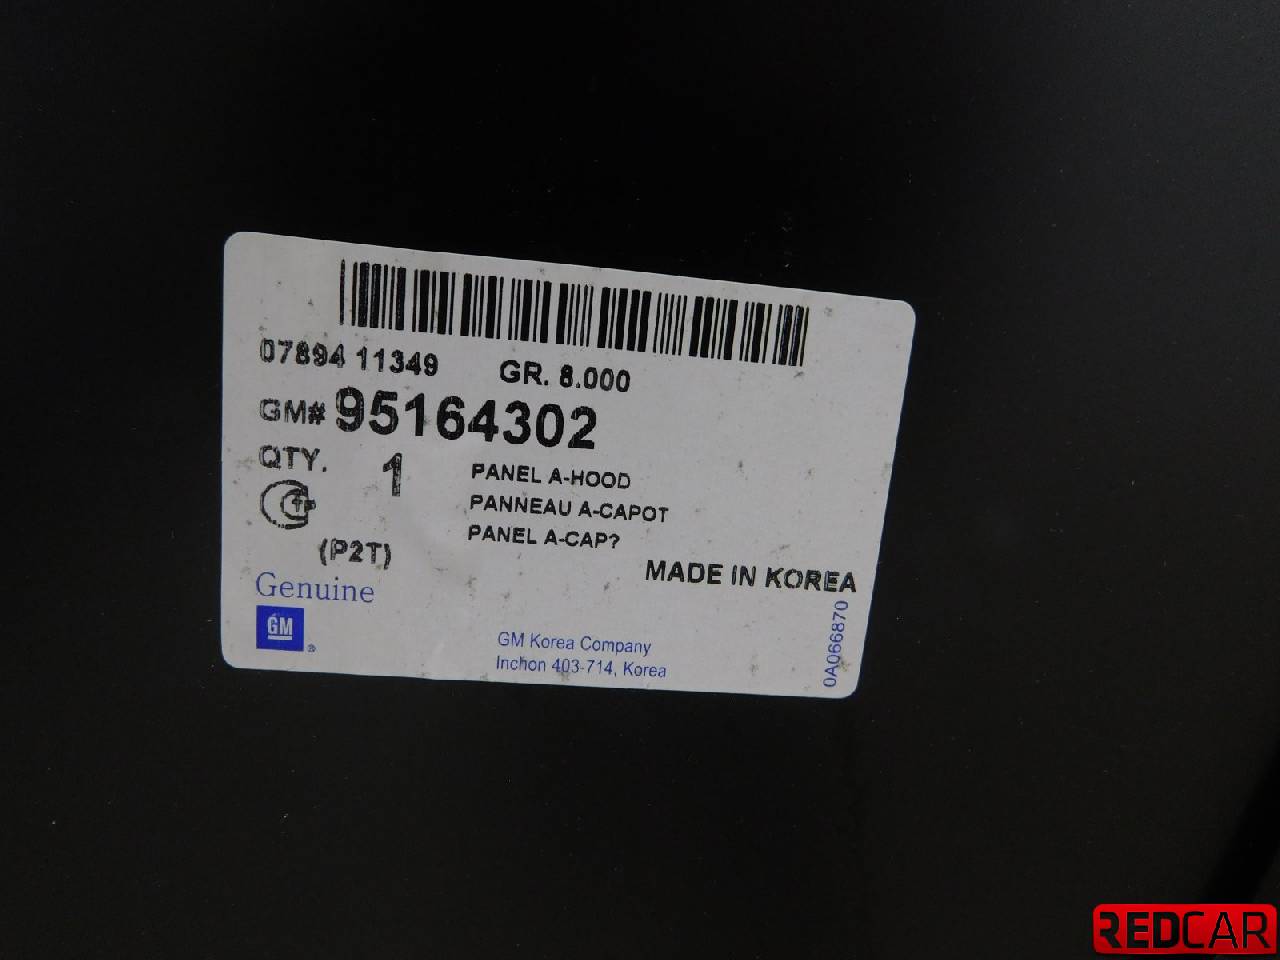 07894 11349 GR. 8.000
GM# 95164302
QTY. 1
PANEL A-HOOD
PANNEAU A-CAPOT
PANEL A-CAP?
(P2T)
MADE IN KOREA
Genuine
GM ®
GM Korea Company
Inchon 403-714, Korea
0A066870
REDCAR